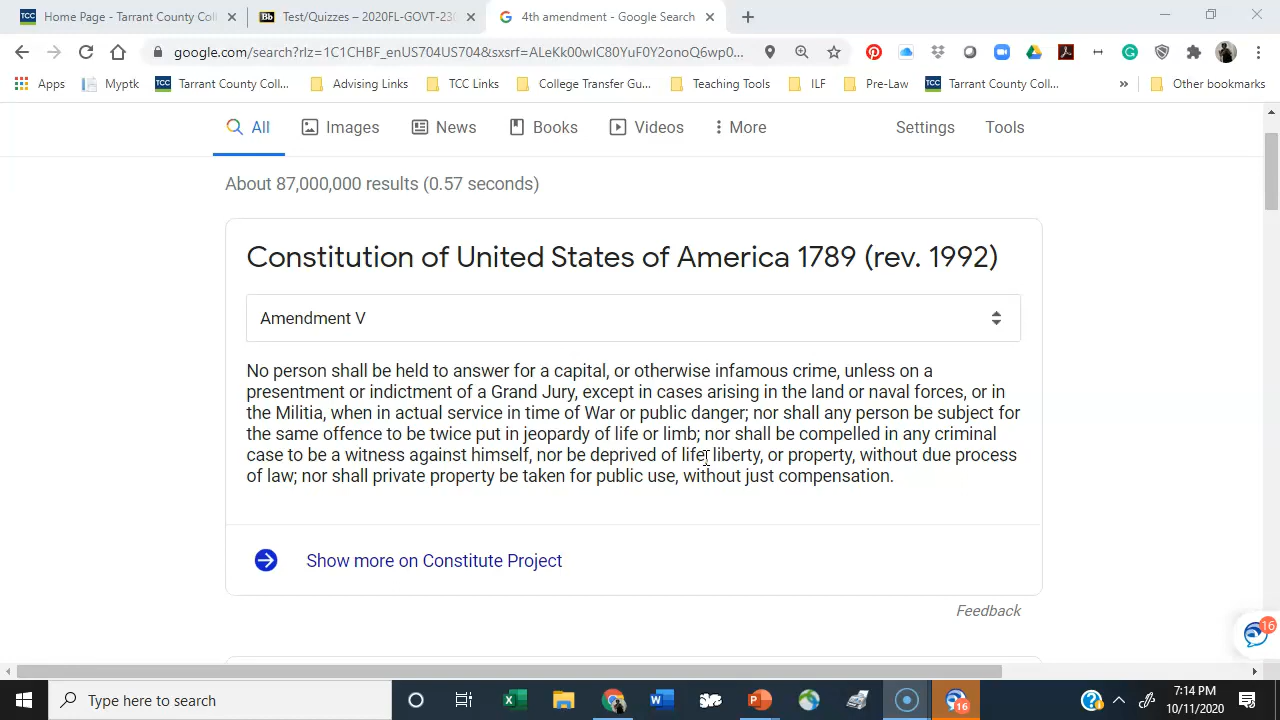 TCC Home Page - Tarrant County Coll
Bb Test/Quizzes – 2020FL-GOVT-23
4th amendment - Google Search
google.com/search?rlz=1C1CHBF_enUS704US704&sxsrf=ALeKk00wIC80YuF0Y2onoQ6wp0...
Apps Myptk TCC Tarrant County Coll... Advising Links TCC Links College Transfer Gu... Teaching Tools ILF Pre-Law TCC Tarrant County Coll... » Other bookmarks
All Images News Books Videos More Settings Tools
About 87,000,000 results (0.57 seconds)
Constitution of United States of America 1789 (rev. 1992)
Amendment V
No person shall be held to answer for a capital, or otherwise infamous crime, unless on a
presentment or indictment of a Grand Jury, except in cases arising in the land or naval forces, or in
the Militia, when in actual service in time of War or public danger; nor shall any person be subject for
the same offence to be twice put in jeopardy of life or limb; nor shall be compelled in any criminal
case to be a witness against himself, nor be deprived of life, liberty, or property, without due process
of law; nor shall private property be taken for public use, without just compensation.
Show more on Constitute Project
Feedback
16
Type here to search
16
7:14 PM
10/11/2020